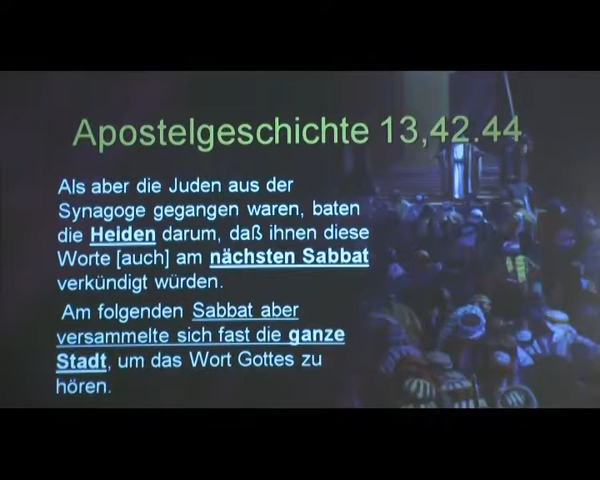 Apostelgeschichte 13,42.44
Als aber die Juden aus der
Synagoge gegangen waren, baten
die Heiden darum, daß ihnen diese
Worte [auch] am nächsten Sabbat
verkündigt würden.
Am folgenden Sabbat aber
versammelte sich fast die ganze
Stadt, um das Wort Gottes zu
hören.